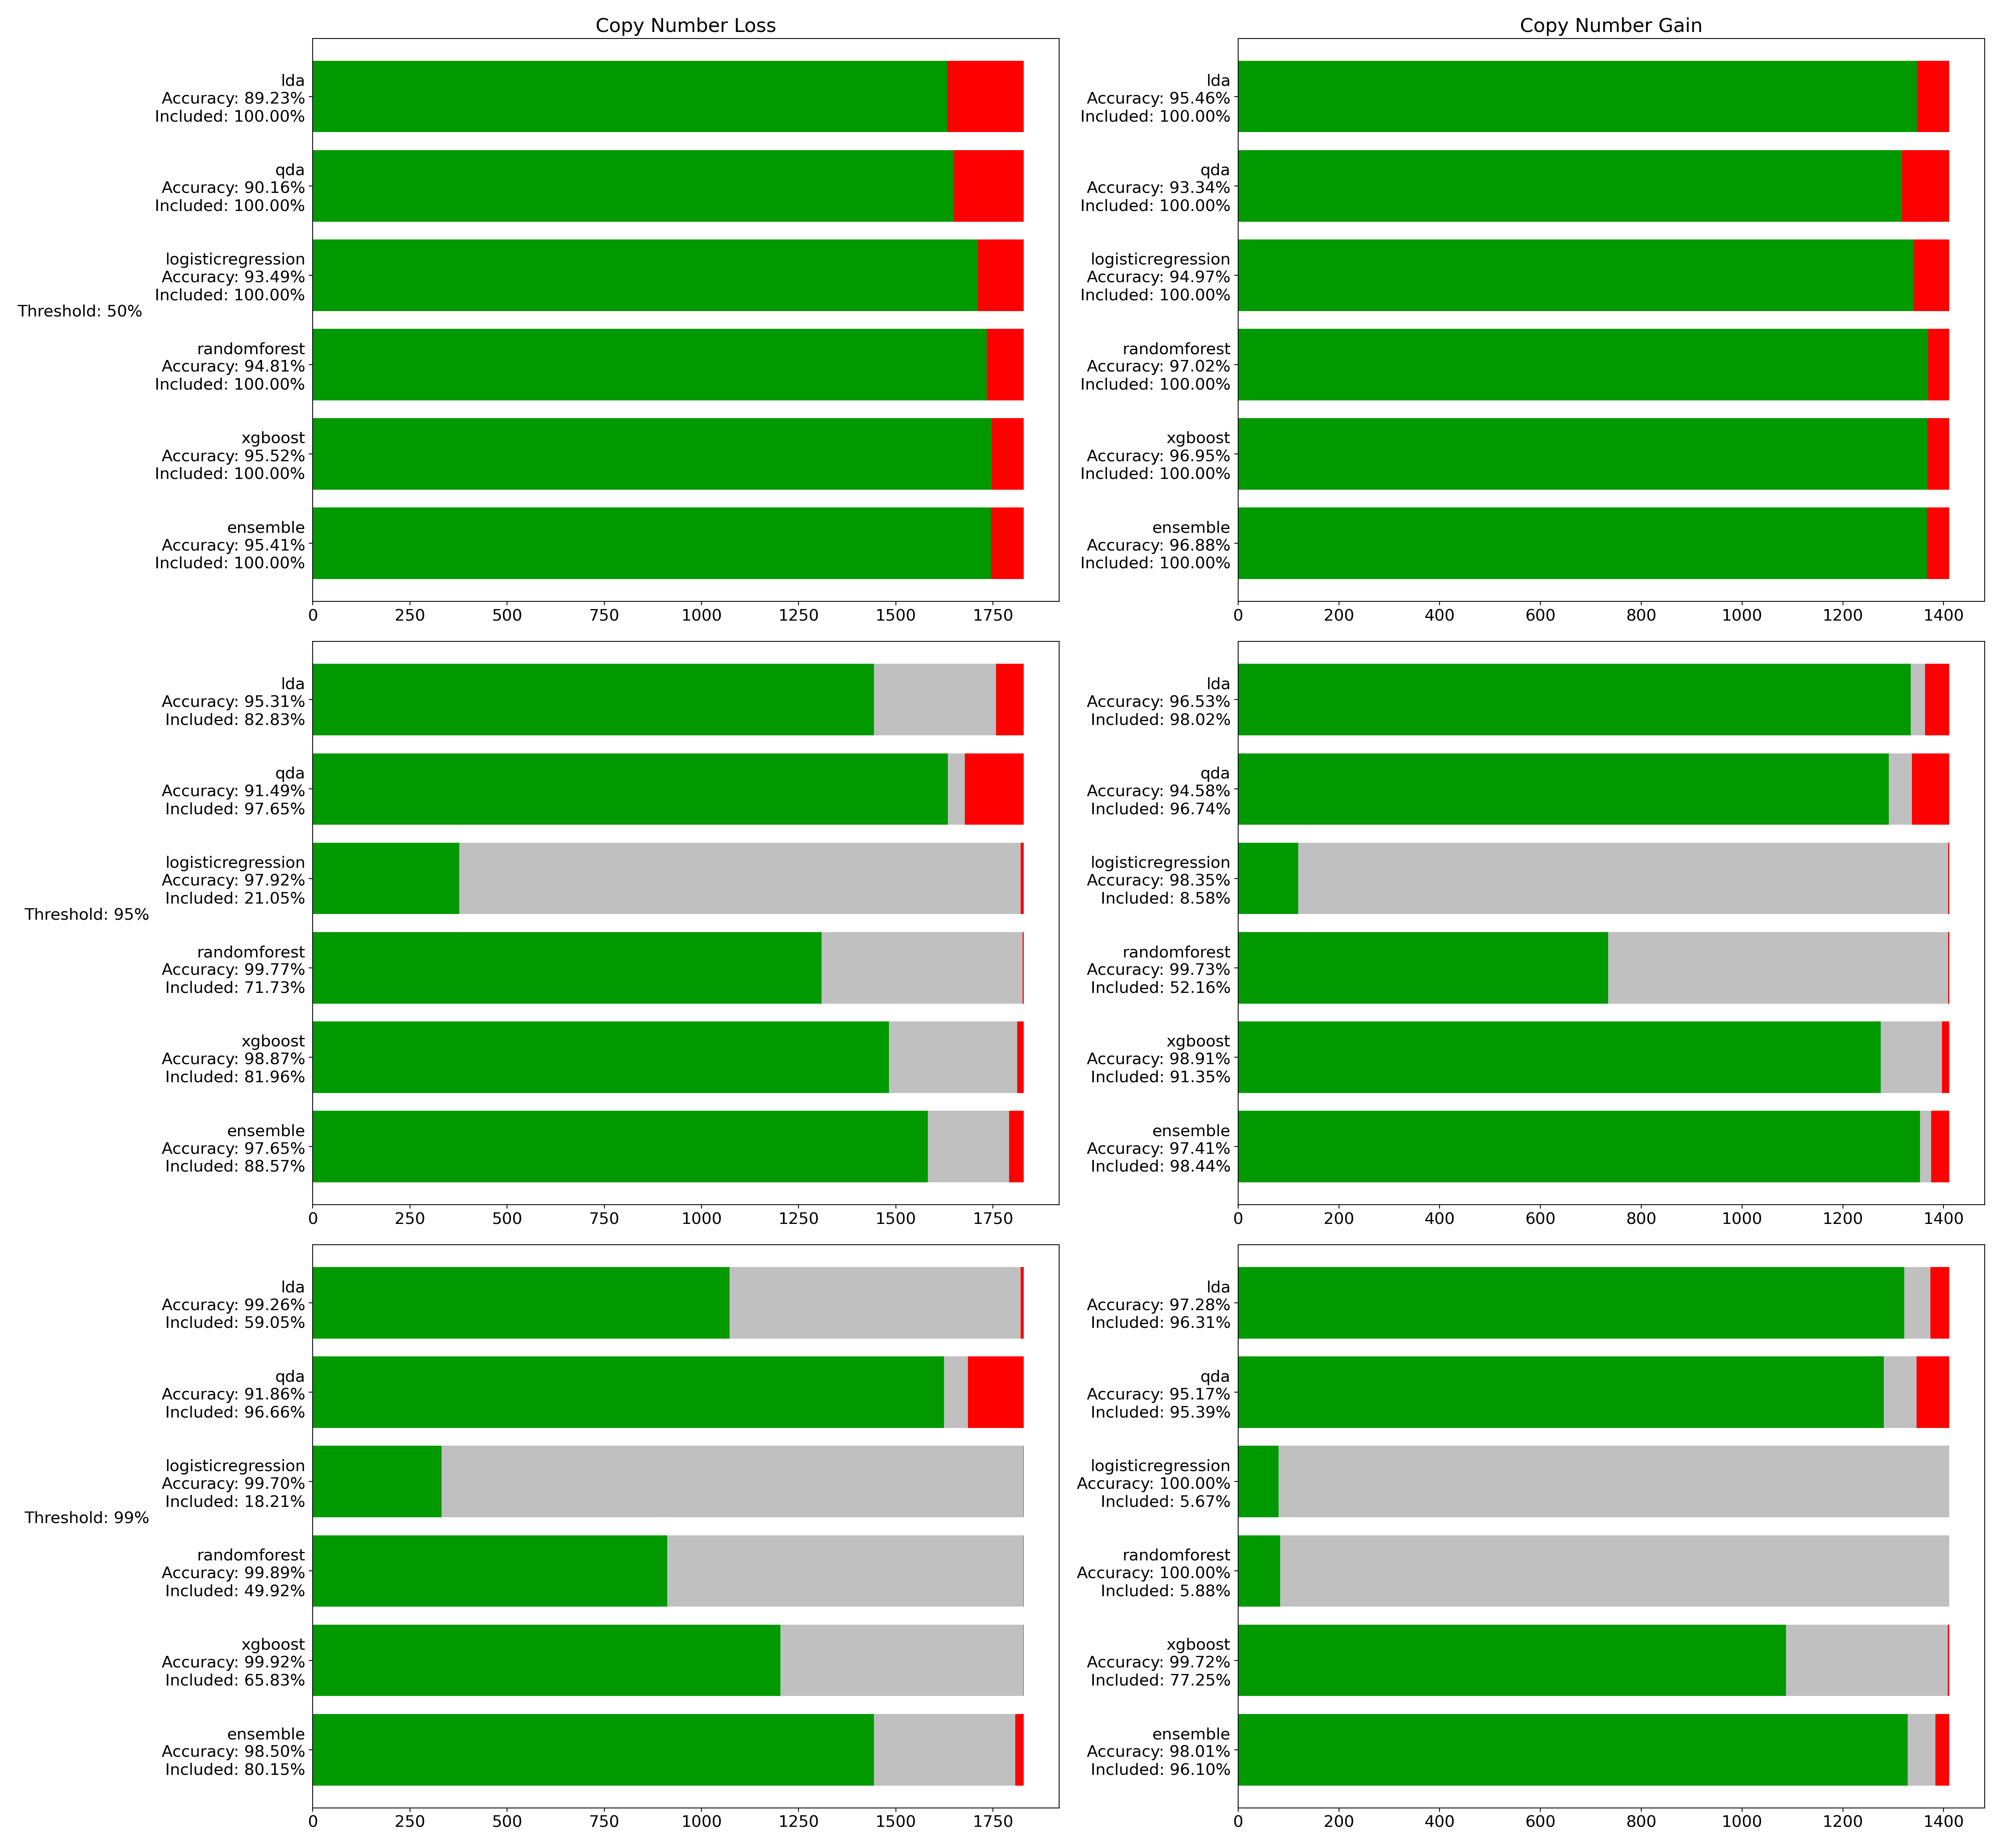 Copy Number Loss
Copy Number Gain
Threshold: 50%
lda
Accuracy: 89.23%
Included: 100.00%
qda
Accuracy: 90.16%
Included: 100.00%
logisticregression
Accuracy: 93.49%
Included: 100.00%
randomforest
Accuracy: 94.81%
Included: 100.00%
xgboost
Accuracy: 95.52%
Included: 100.00%
ensemble
Accuracy: 95.41%
Included: 100.00%
0 250 500 750 1000 1250 1500 1750
lda
Accuracy: 95.46%
Included: 100.00%
qda
Accuracy: 93.34%
Included: 100.00%
logisticregression
Accuracy: 94.97%
Included: 100.00%
randomforest
Accuracy: 97.02%
Included: 100.00%
xgboost
Accuracy: 96.95%
Included: 100.00%
ensemble
Accuracy: 96.88%
Included: 100.00%
0 200 400 600 800 1000 1200 1400
Threshold: 95%
lda
Accuracy: 95.31%
Included: 82.83%
qda
Accuracy: 91.49%
Included: 97.65%
logisticregression
Accuracy: 97.92%
Included: 21.05%
randomforest
Accuracy: 99.77%
Included: 71.73%
xgboost
Accuracy: 98.87%
Included: 81.96%
ensemble
Accuracy: 97.65%
Included: 88.57%
0 250 500 750 1000 1250 1500 1750
lda
Accuracy: 96.53%
Included: 98.02%
qda
Accuracy: 94.58%
Included: 96.74%
logisticregression
Accuracy: 98.35%
Included: 8.58%
randomforest
Accuracy: 99.73%
Included: 52.16%
xgboost
Accuracy: 98.91%
Included: 91.35%
ensemble
Accuracy: 97.41%
Included: 98.44%
0 200 400 600 800 1000 1200 1400
Threshold: 99%
lda
Accuracy: 99.26%
Included: 59.05%
qda
Accuracy: 91.86%
Included: 96.66%
logisticregression
Accuracy: 99.70%
Included: 18.21%
randomforest
Accuracy: 99.89%
Included: 49.92%
xgboost
Accuracy: 99.92%
Included: 65.83%
ensemble
Accuracy: 98.50%
Included: 80.15%
0 250 500 750 1000 1250 1500 1750
lda
Accuracy: 97.28%
Included: 96.31%
qda
Accuracy: 95.17%
Included: 95.39%
logisticregression
Accuracy: 100.00%
Included: 5.67%
randomforest
Accuracy: 100.00%
Included: 5.88%
xgboost
Accuracy: 99.72%
Included: 77.25%
ensemble
Accuracy: 98.01%
Included: 96.10%
0 200 400 600 800 1000 1200 1400